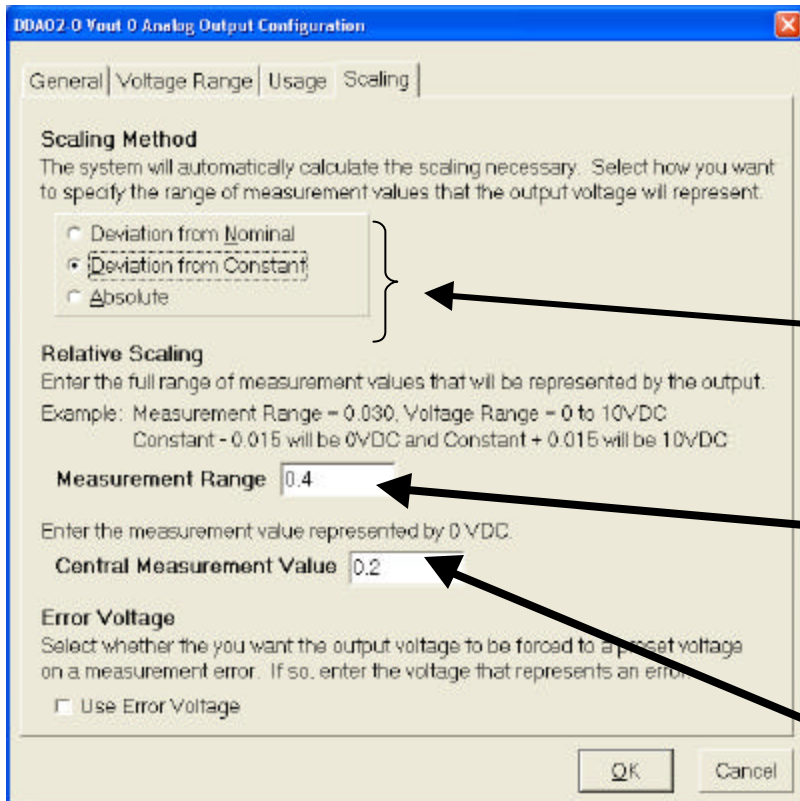 DDA02-0 Vout 0 Analog Output Configuration
General Voltage Range Usage Scaling
Scaling Method
The system will automatically calculate the scaling necessary. Select how you want
to specify the range of measurement values that the output voltage will represent.
Deviation from Nominal
Deviation from Constant
Absolute
Relative Scaling
Enter the full range of measurement values that will be represented by the output.
Example: Measurement Range = 0.030, Voltage Range = 0 to 10VDC
Constant - 0.015 will be 0VDC and Constant + 0.015 will be 10VDC
Measurement Range 0.4
Enter the measurement value represented by 0 VDC.
Central Measurement Value 0.2
Error Voltage
Select whether the you want the output voltage to be forced to a preset voltage
on a measurement error. If so, enter the voltage that represents an error.
Use Error Voltage
OK Cancel